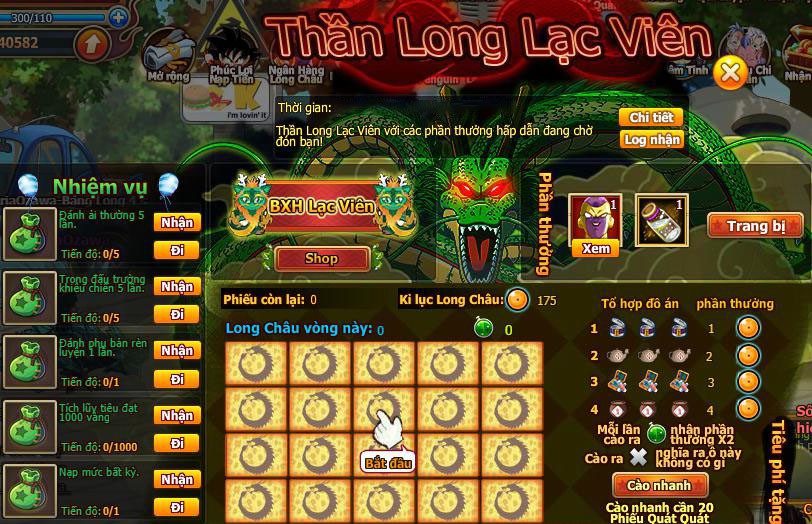 300/110
40582
Mở rộng
Phúc Lợi
Nạp Tiền
Ngân Hàng
Long Châu
Thần Long Lạc Viên
i'm lovin' it
Thời gian:
Thần Long Lạc Viên với các phần thưởng hấp dẫn đang chờ
đón bạn!
Chi tiết
Log nhận
Nhận
Nhiệm vụ
Đánh ải thường 5
lần.
Tiến độ: 0/5
Nhận
Đi
Trong đấu trường
khiêu chiến 5 lần.
Tiến độ: 0/5
Nhận
Đi
Đánh phụ bản rèn
luyện 1 lần.
Tiến độ: 0/1
Nhận
Đi
Tích lũy tiêu đạt
1000 vàng
Tiến độ: 0/1000
Nhận
Đi
Nạp mức bất kỳ.
Tiến độ: 0/1
Nhận
Đi
BXH Lạc Viên
Shop
Phần thưởng
1
Xem
1
Trang bị
Phiếu còn lại: 0
Kỉ lục Long Châu: 175
Long Châu vòng này: 0
0
Bắt đầu
Tổ hợp đồ án phần thưởng
1 1
2 2
3 3
4 4
Mỗi lần
cào ra
nhận phần
thưởng X2
Cào ra
nghĩa ra ô này
không có gì
Cào nhanh
Cào nhanh cần 20
Phiếu Quát Quát
Tiêu phí tặng